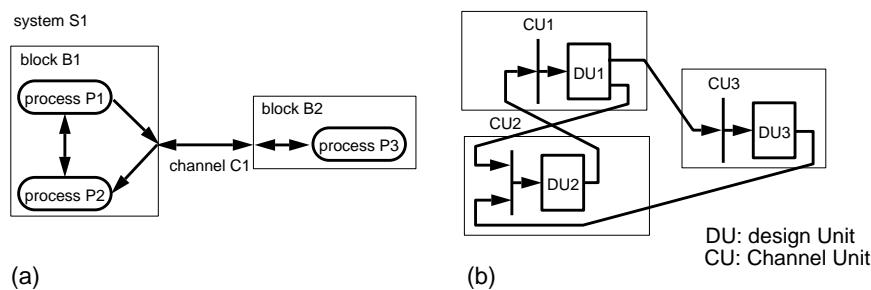 system S1
block B1
process P1
process P2
channel C1
block B2
process P3
(a)
CU1
DU1
CU2
DU2
CU3
DU3
DU: design Unit
CU: Channel Unit
(b)